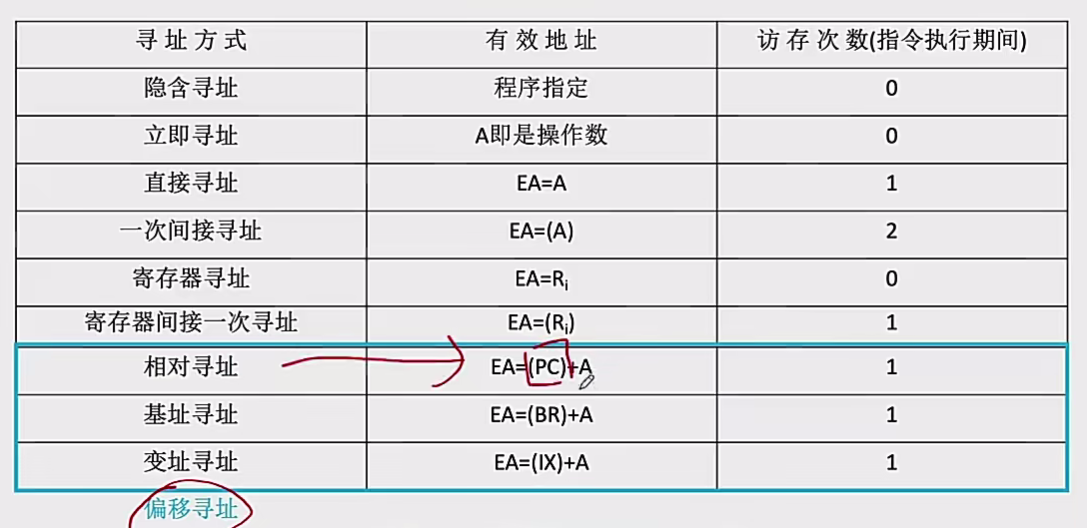 寻址方式 有效地址 访存次数(指令执行期间)
隐含寻址 程序指定 0
立即寻址 A即是操作数 0
直接寻址 EA=A 1
一次间接寻址 EA=(A) 2
寄存器寻址 EA=Ri 0
寄存器间接一次寻址 EA=(Ri) 1
相对寻址 EA=(PC)+A 1
基址寻址 EA=(BR)+A 1
变址寻址 EA=(IX)+A 1
偏移寻址